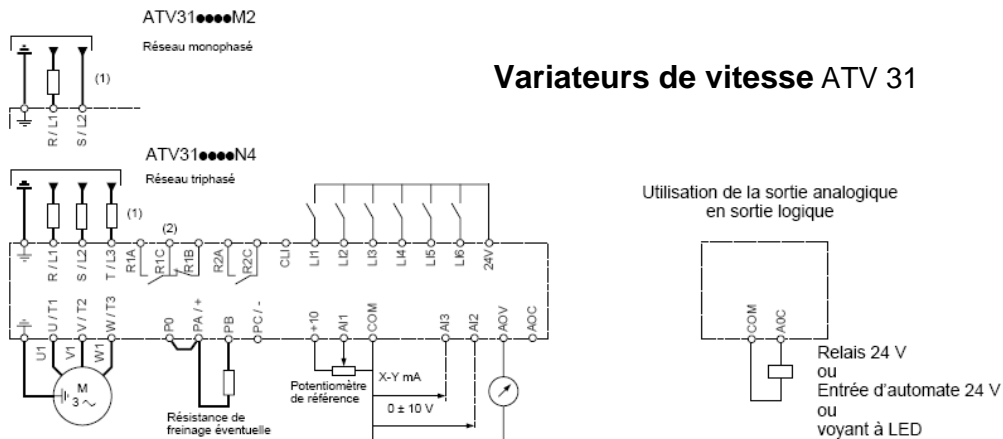 ATV31●●●●M2
Réseau monophasé
(1)
R / L1
S / L2
Variateurs de vitesse ATV 31
ATV31●●●●N4
Réseau triphasé
(1)
(2)
R / L1
S / L2
T / L3
R1A
R1C
R1B
R2A
R2C
CLI
LI1
LI2
LI3
LI4
LI5
LI6
24V
U / T1
V / T2
W / T3
P0
PA / +
PB
PC / -
+10
AI1
COM
AI3
AI2
AOV
AOC
U1
V1
W1
M
3 ~
Résistance de
freinage éventuelle
Potentiomètre
de référence
X-Y mA
0 ± 10 V
Utilisation de la sortie analogique
en sortie logique
COM
A0C
Relais 24 V
ou
Entrée d'automate 24 V
ou
voyant à LED